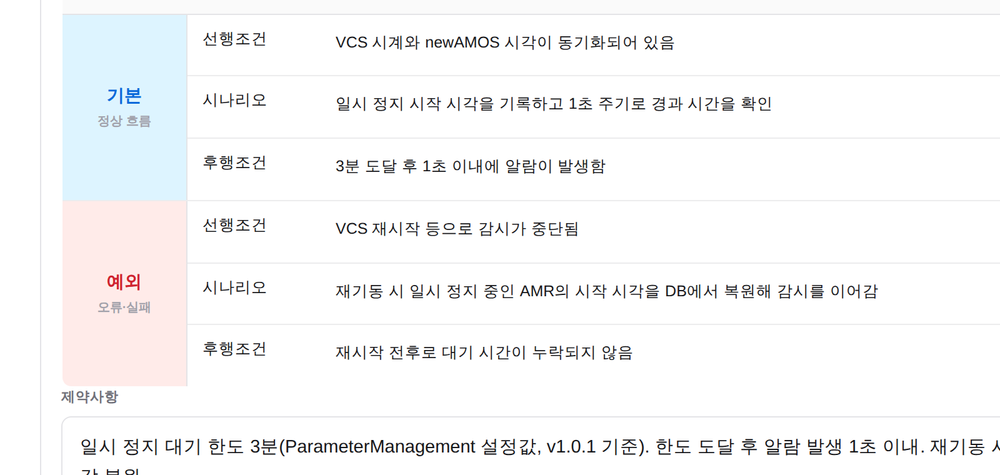 기본
정상 흐름
선행조건 VCS 시계와 newAMOS 시각이 동기화되어 있음
시나리오 일시 정지 시작 시각을 기록하고 1초 주기로 경과 시간을 확인
후행조건 3분 도달 후 1초 이내에 알람이 발생함
예외
오류·실패
선행조건 VCS 재시작 등으로 감시가 중단됨
시나리오 재기동 시 일시 정지 중인 AMR의 시작 시각을 DB에서 복원해 감시를 이어감
후행조건 재시작 전후로 대기 시간이 누락되지 않음
제약사항
일시 정지 대기 한도 3분(ParameterManagement 설정값, v1.0.1 기준). 한도 도달 후 알람 발생 1초 이내. 재기동